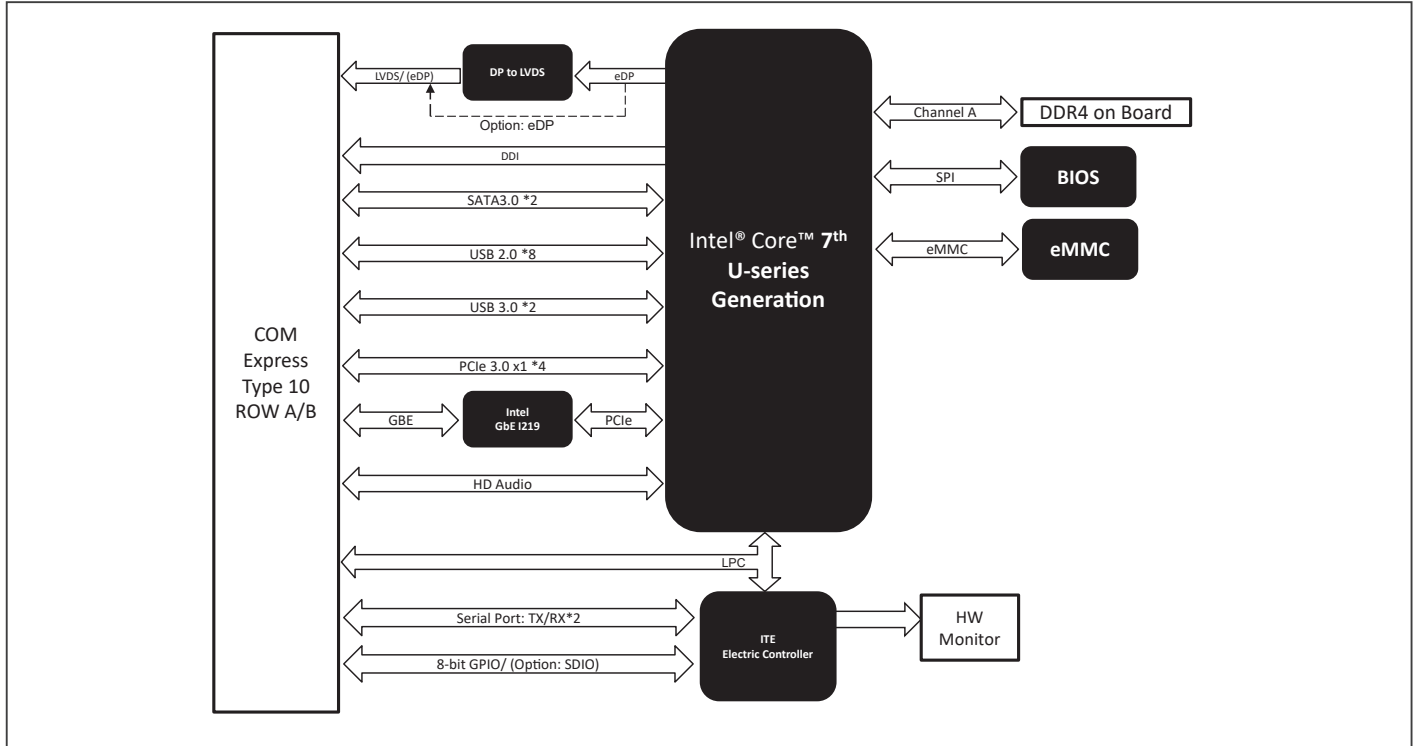 COM
Express
Type 10
ROW A/B
LVDS/ (eDP)
DP to LVDS
eDP
Option: eDP
DDI
SATA3.0 *2
USB 2.0 *8
USB 3.0 *2
PCIe 3.0 x1 *4
GBE
Intel
GbE I219
PCIe
HD Audio
LPC
Serial Port: TX/RX*2
8-bit GPIO/ (Option: SDIO)
Intel® Core™ 7th
U-series
Generation
Channel A
DDR4 on Board
SPI
BIOS
eMMC
eMMC
ITE
Electric Controller
HW
Monitor